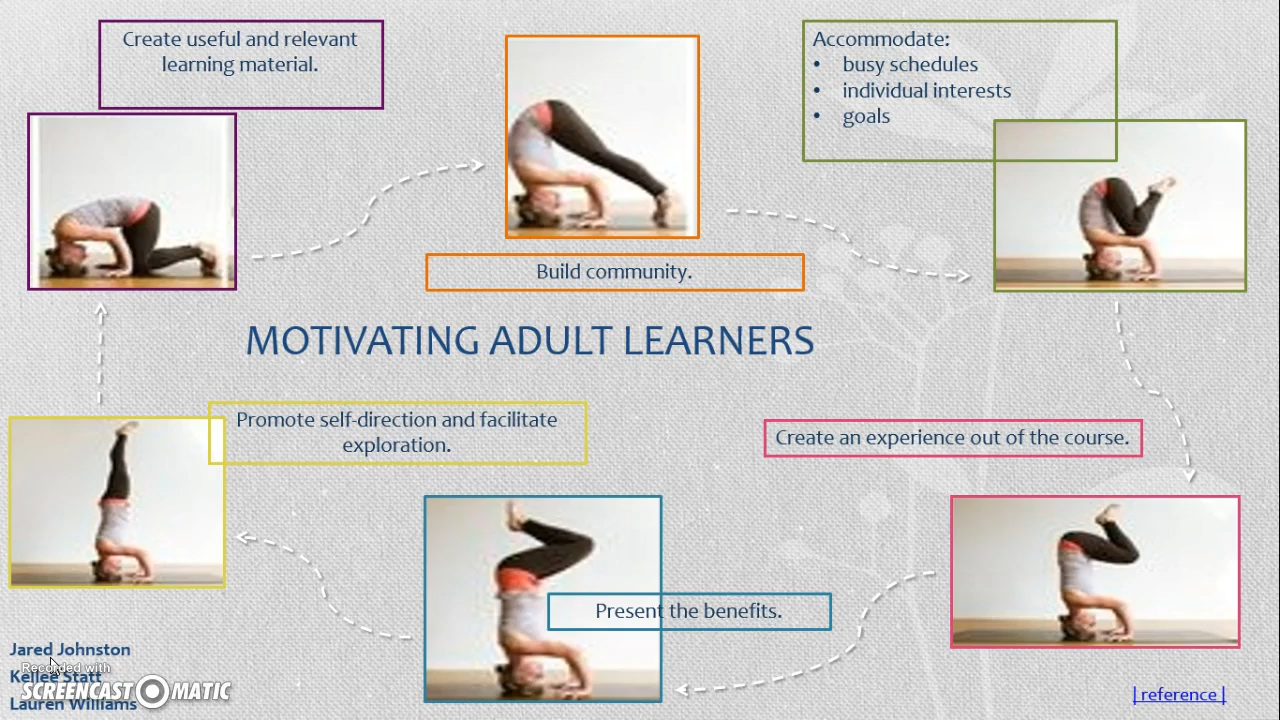 Create useful and relevant
learning material.
Accommodate:
• busy schedules
• individual interests
• goals
Build community.
MOTIVATING ADULT LEARNERS
Promote self-direction and facilitate
exploration.
Create an experience out of the course.
Present the benefits.
Jared Johnston
Recorded with
Kellee Statt
SCREENCAST MATIC
Lauren Williams
| reference |